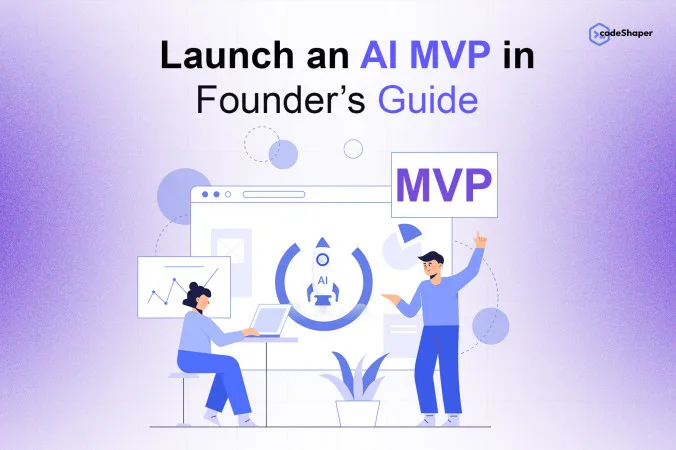 codeShaper
Launch an AI MVP in
Founder’s Guide
MVP
AI